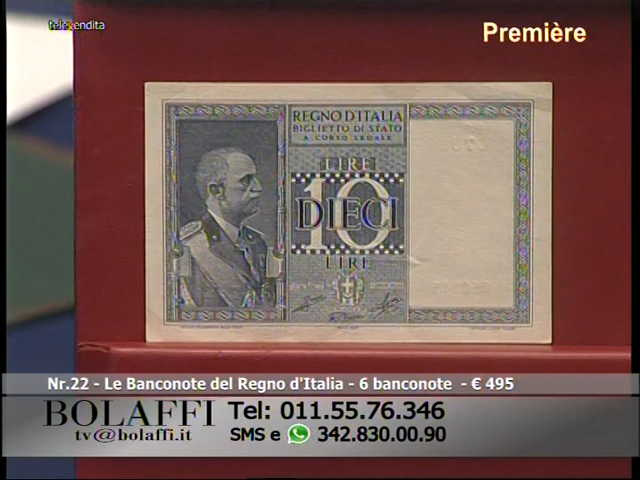 televendita
Première
REGNO D'ITALIA
BIGLIETTO DI STATO
A CORSO LEGALE
LIRE
10
DIECI
LIRE
Nr.22 - Le Banconote del Regno d'Italia - 6 banconote - € 495
BOLAFFI
tv@bolaffi.it
Tel: 011.55.76.346
SMS e 342.830.00.90